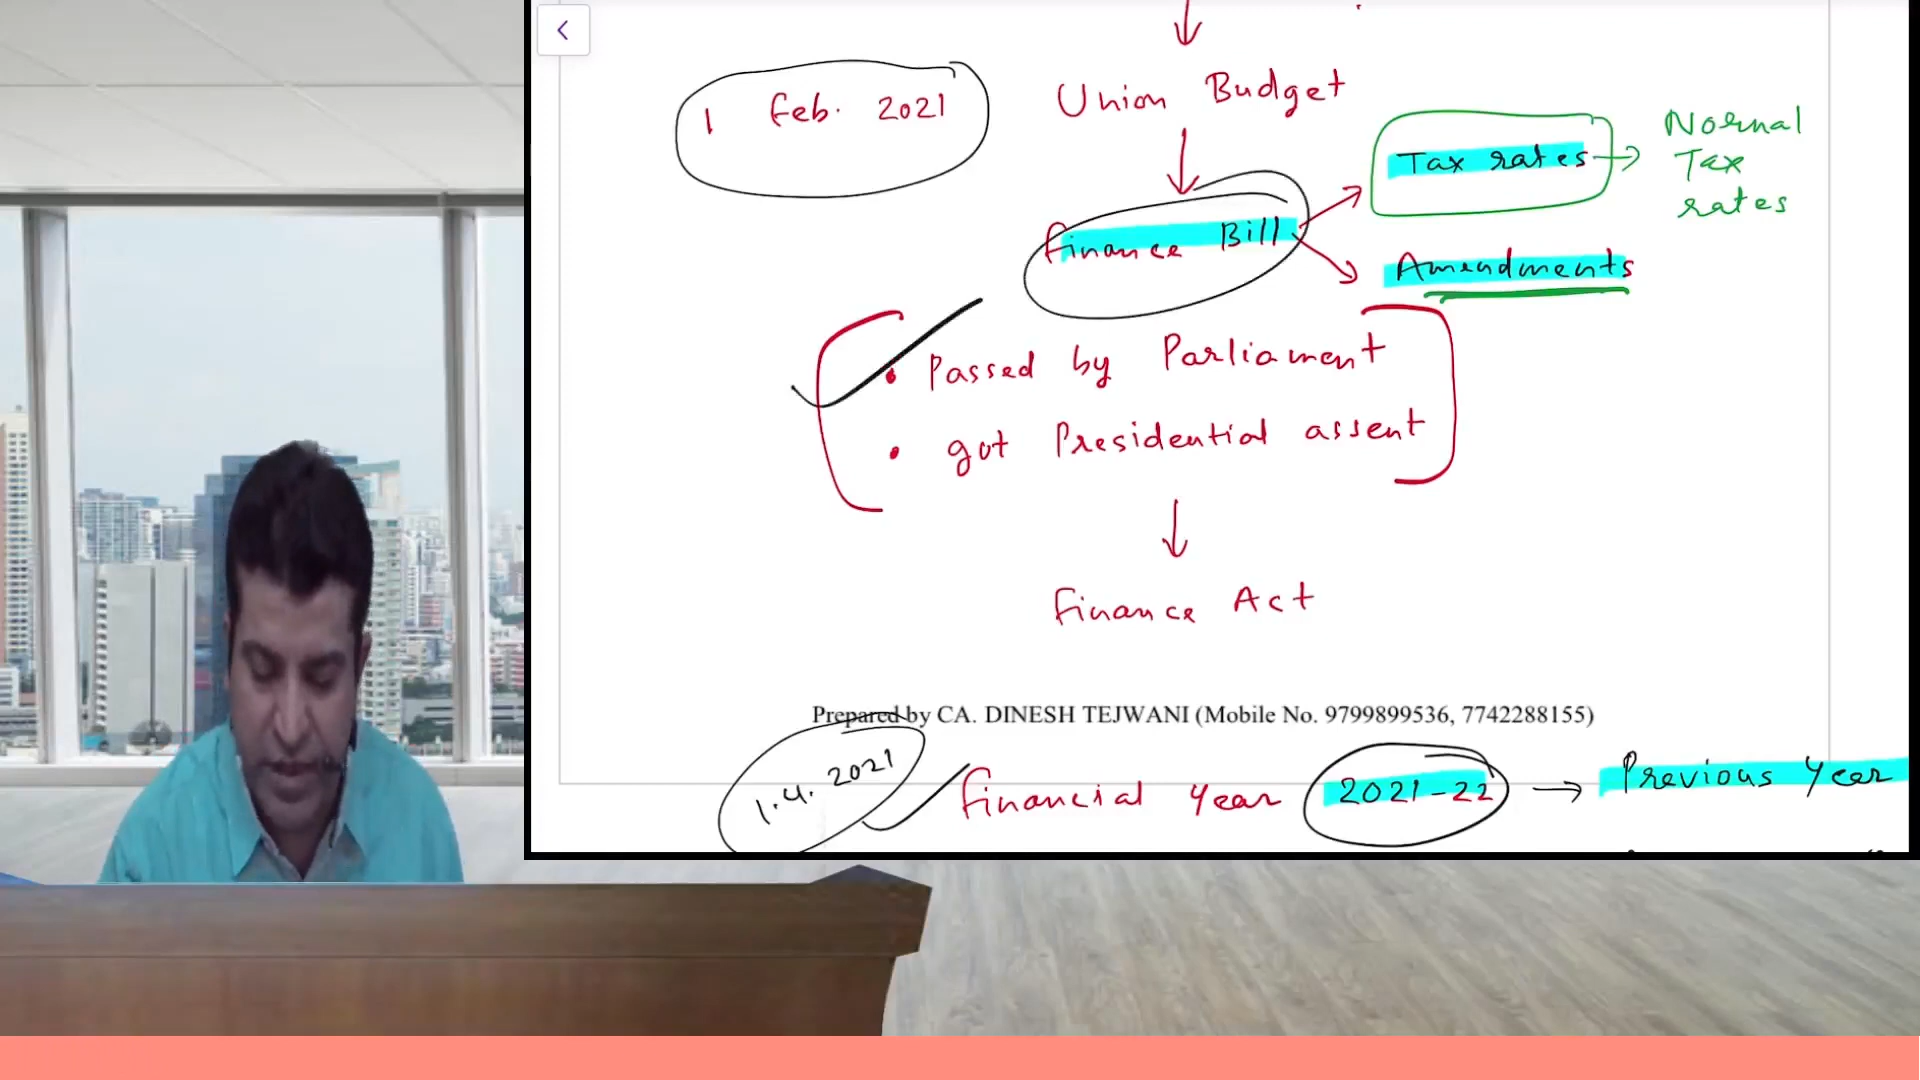 1 Feb. 2021
Union Budget
Tax rates → Normal Tax rates
Finance Bill
Amendments
• Passed by Parliament
• got Presidential assent
Finance Act
Prepared by CA. DINESH TEJWANI (Mobile No. 9799899536, 7742288155)
1.4.2021
Financial Year 2021-22 → Previous Year